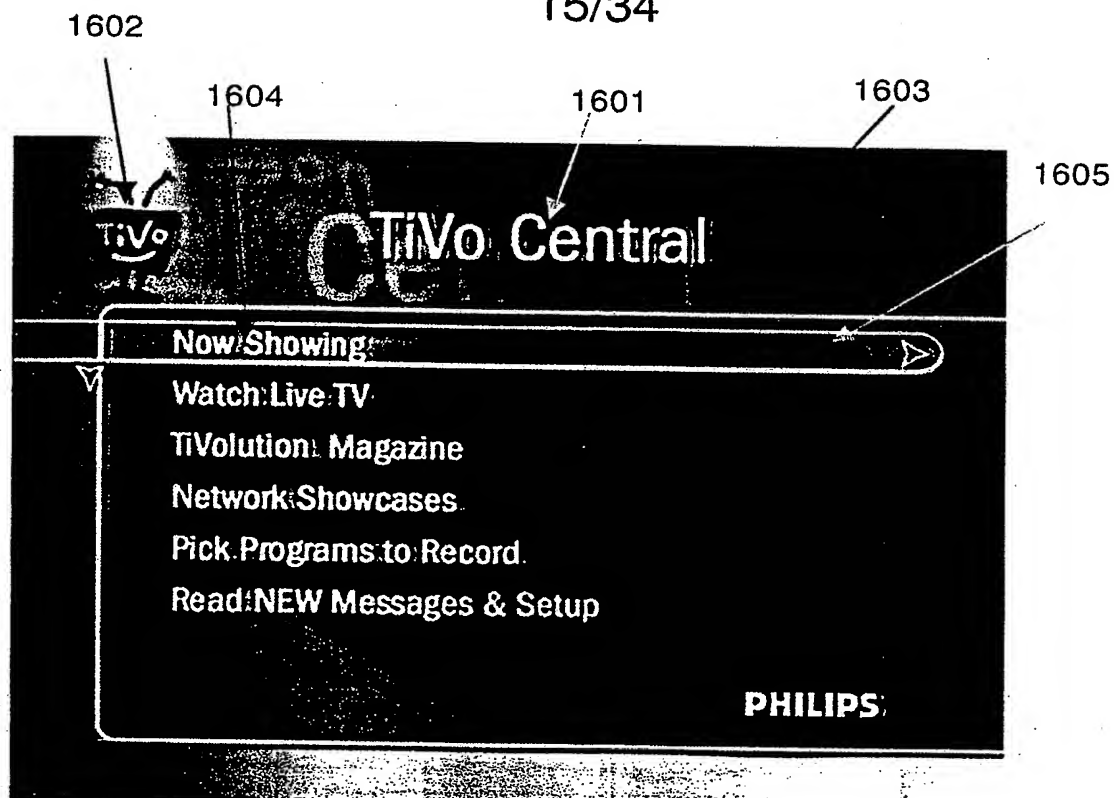 15/34
1602
1604
1601
1603
1605
TiVo
TiVo Central
Ce
Now Showing
Watch Live TV
TiVolution Magazine
Network Showcases
Pick Programs to Record
Read NEW Messages & Setup
PHILIPS